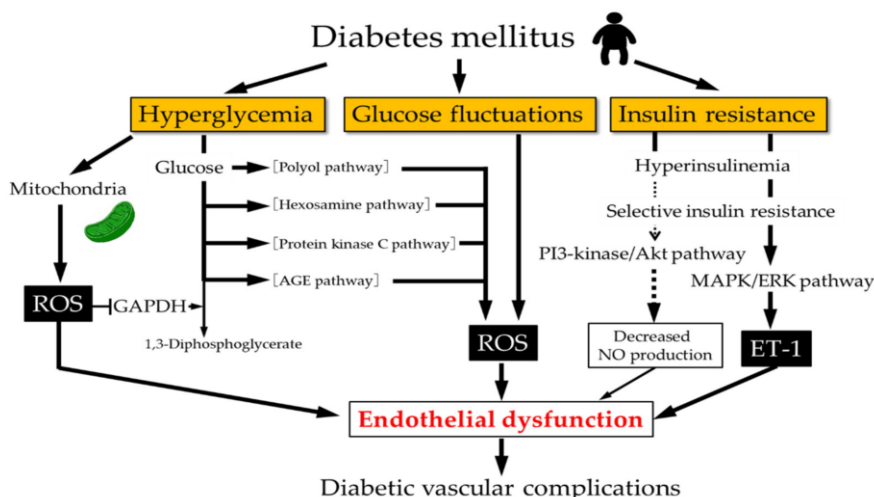 Diabetes mellitus
Hyperglycemia
Glucose fluctuations
Insulin resistance
Mitochondria
Glucose
[Polyol pathway]
[Hexosamine pathway]
[Protein kinase C pathway]
[AGE pathway]
Hyperinsulinemia
Selective insulin resistance
PI3-kinase/Akt pathway
MAPK/ERK pathway
ROS
GAPDH
1,3-Diphosphoglycerate
ROS
Decreased
NO production
ET-1
Endothelial dysfunction
Diabetic vascular complications